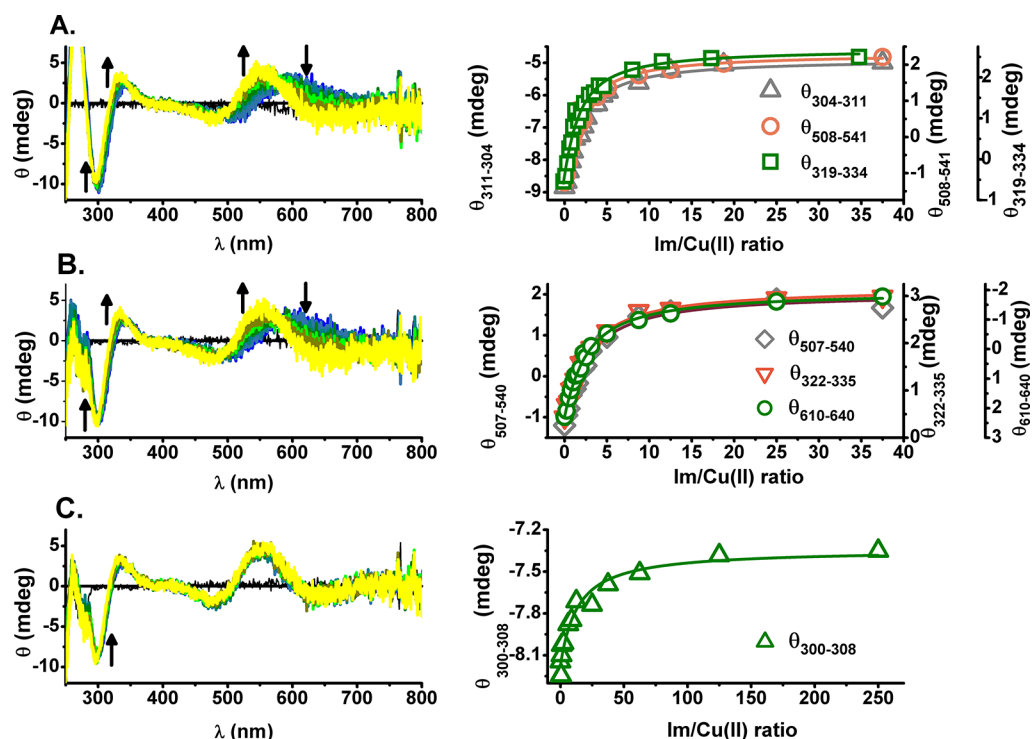 A.
5
0
-5
-10
θ (mdeg)
300 400 500 600 700 800
λ (nm)
-5
-6
-7
-8
-9
θ311-304 (mdeg)
0 5 10 15 20 25 30 35 40
Im/Cu(II) ratio
θ304-311
θ508-541
θ319-334
2
1
0
-1
θ508-541 (mdeg)
2
1
0
-1
θ319-334 (mdeg)
B.
5
0
-5
-10
θ (mdeg)
300 400 500 600 700 800
λ (nm)
2
1
0
-1
θ507-540 (mdeg)
0 5 10 15 20 25 30 35 40
Im/Cu(II) ratio
θ507-540
θ322-335
θ610-640
3
2
1
0
θ322-335 (mdeg)
-2
-1
0
1
2
3
θ610-640 (mdeg)
C.
5
0
-5
-10
θ (mdeg)
300 400 500 600 700 800
λ (nm)
-7.2
-7.5
-7.8
-8.1
θ300-308 (mdeg)
0 50 100 150 200 250
Im/Cu(II) ratio
θ300-308